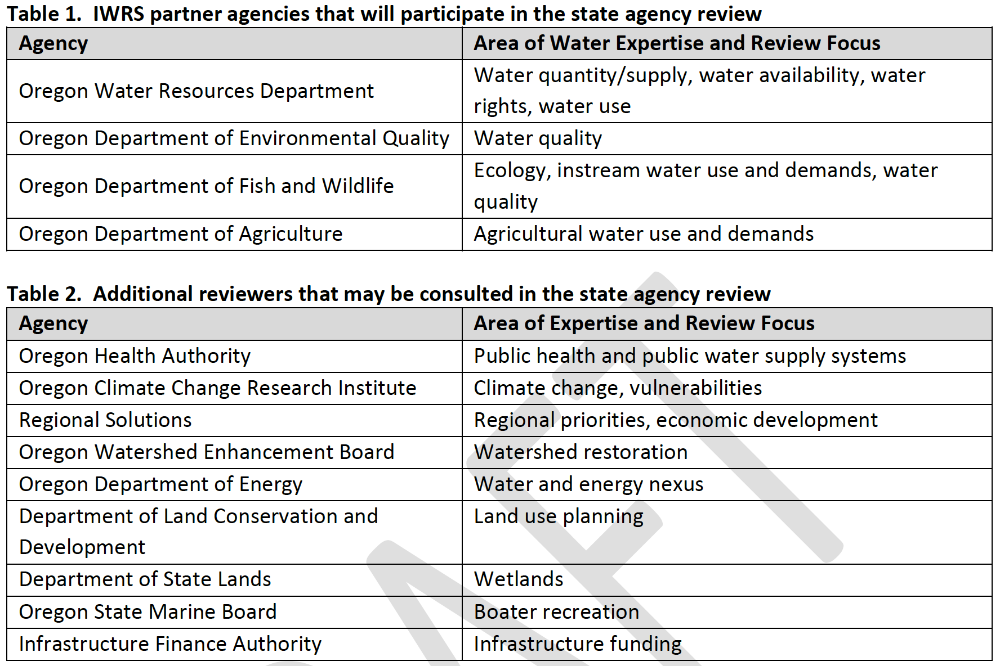 Table 1.  IWRS partner agencies that will participate in the state agency review
Agency
Area of Water Expertise and Review Focus
Oregon Water Resources Department
Water quantity/supply, water availability, water
rights, water use
Oregon Department of Environmental Quality
Water quality
Oregon Department of Fish and Wildlife
Ecology, instream water use and demands, water
quality
Oregon Department of Agriculture
Agricultural water use and demands
Table 2.  Additional reviewers that may be consulted in the state agency review
Agency
Area of Expertise and Review Focus
Oregon Health Authority
Public health and public water supply systems
Oregon Climate Change Research Institute
Climate change, vulnerabilities
Regional Solutions
Regional priorities, economic development
Oregon Watershed Enhancement Board
Watershed restoration
Oregon Department of Energy
Water and energy nexus
Department of Land Conservation and
Development
Land use planning
Department of State Lands
Wetlands
Oregon State Marine Board
Boater recreation
Infrastructure Finance Authority
Infrastructure funding